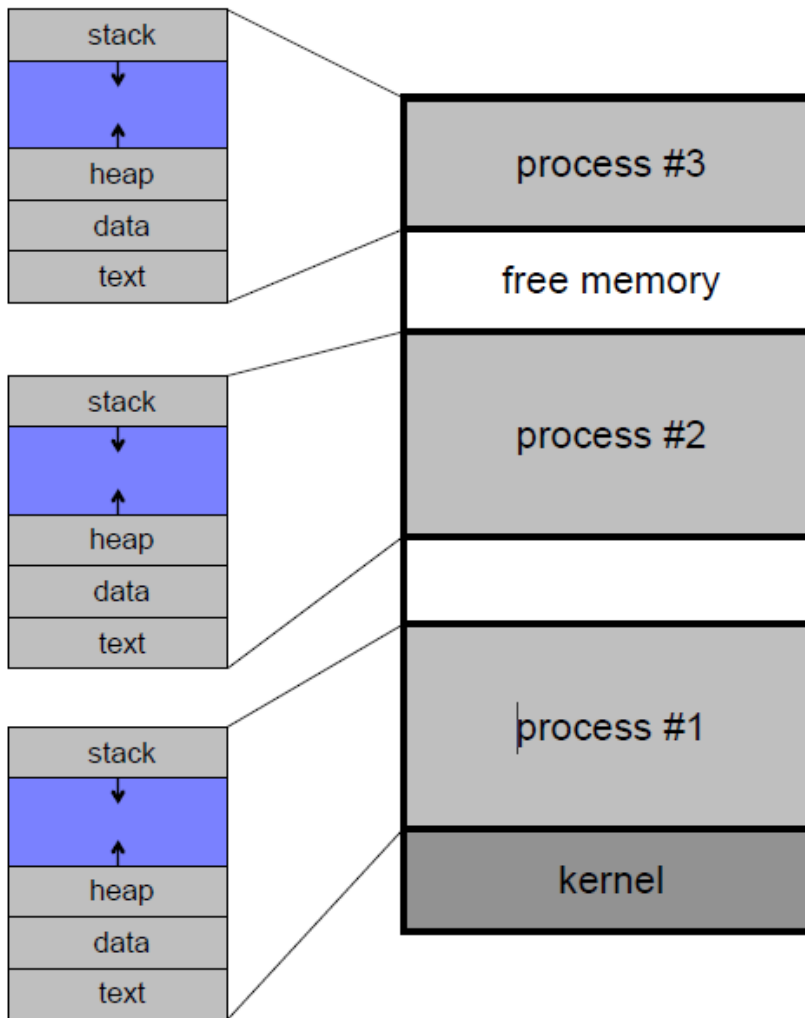 stack
heap
data
text
stack
heap
data
text
stack
heap
data
text
process #3
free memory
process #2
process #1
kernel